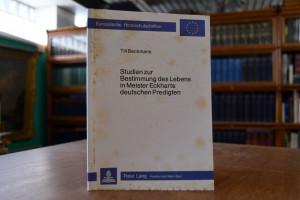 Europäische Hochschulschriften
Till Beckmann
Studien zur
Bestimmung des Lebens
in Meister Eckharts
deutschen Predigten
Peter Lang